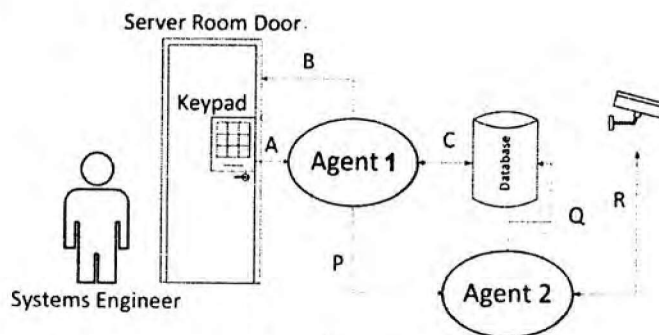 Server Room Door
B
Keypad
A
Agent 1
C
Database
R
Q
P
Agent 2
Systems Engineer